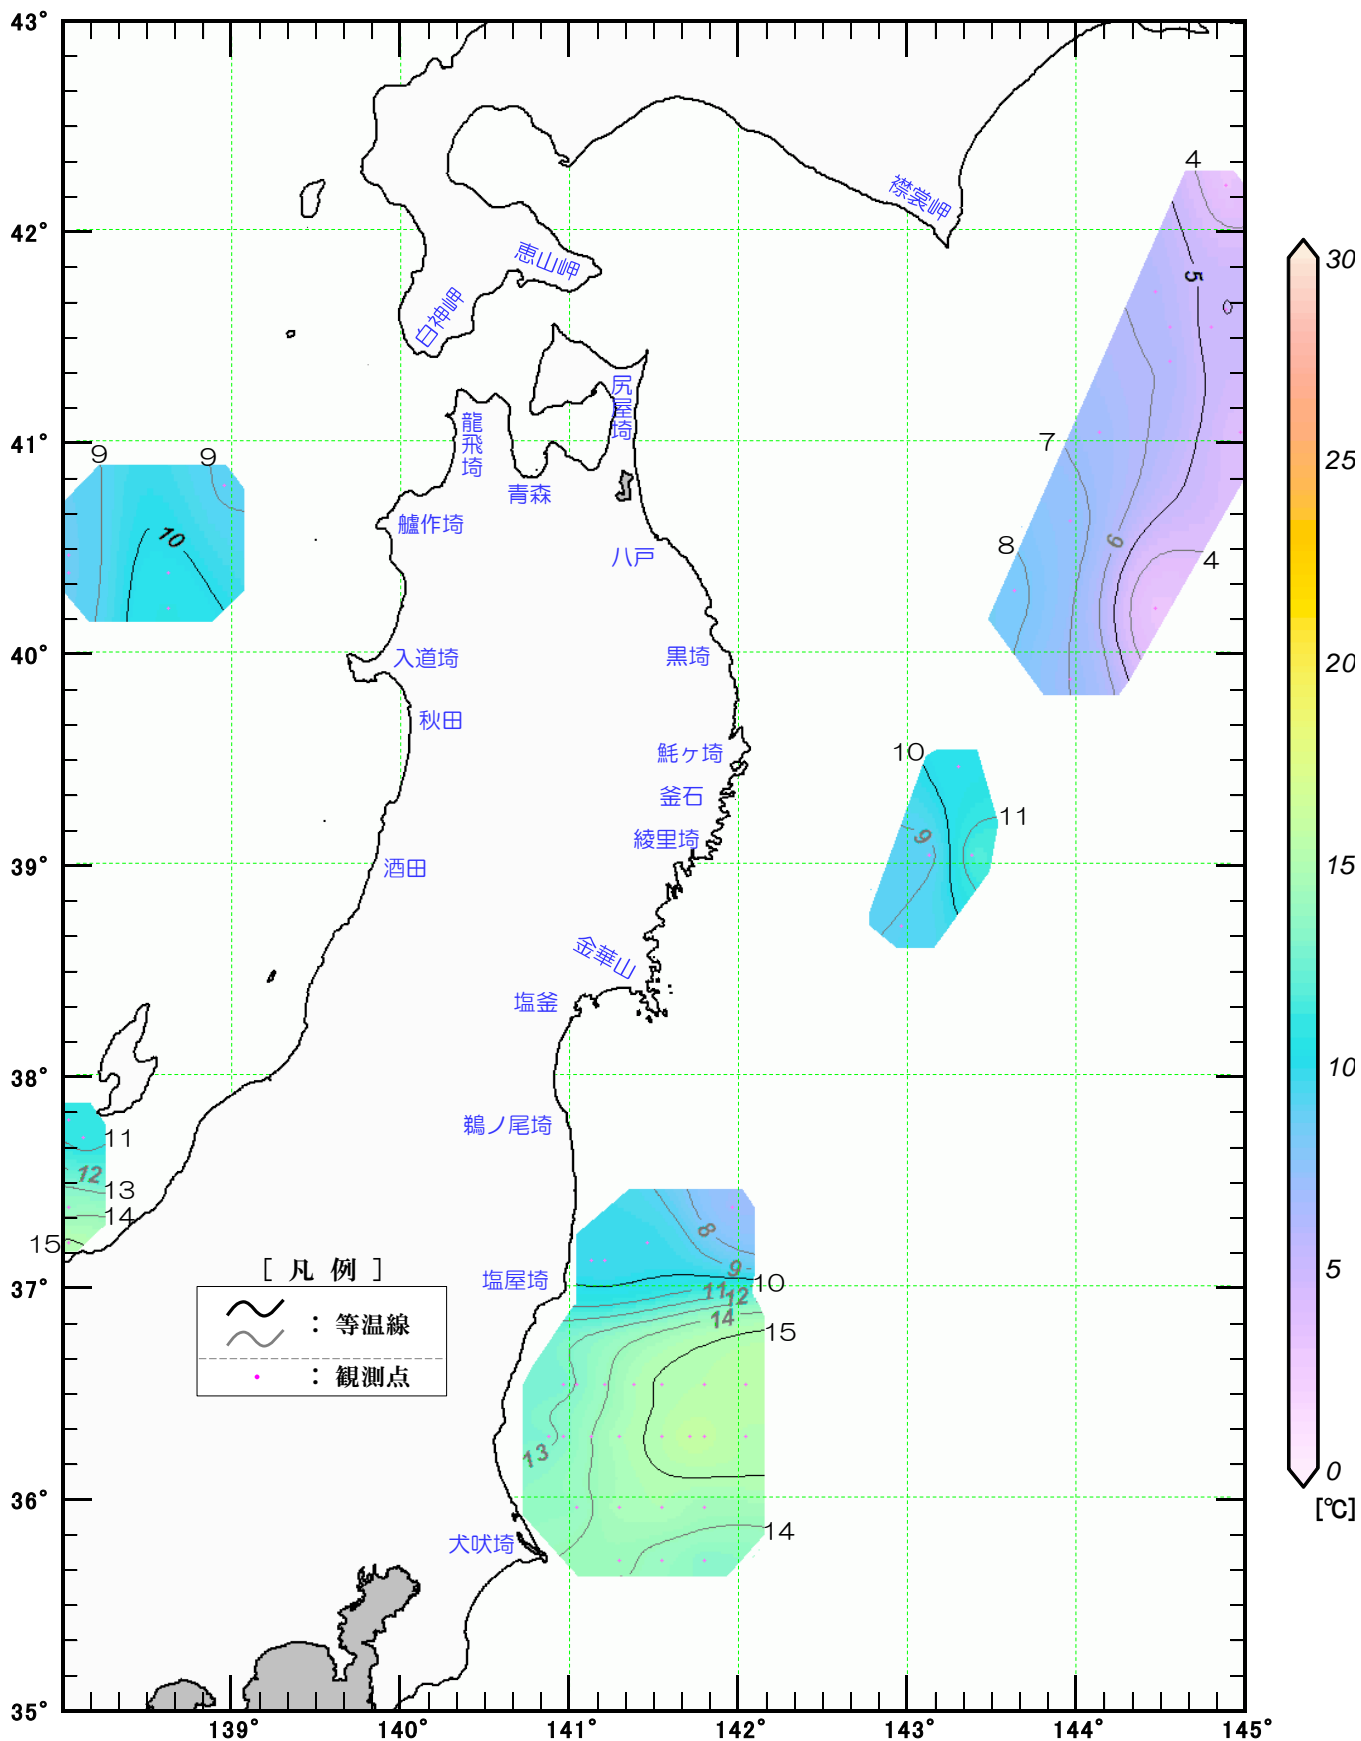 43°
42°
41°
40°
39°
38°
37°
36°
35°
139°
140°
141°
142°
143°
144°
145°
襟裳岬
恵山岬
白神岬
尻屋埼
龍飛埼
青森
艫作埼
八戸
入道埼
黒埼
秋田
魹ヶ埼
釜石
綾里埼
酒田
金華山
塩釜
鵜ノ尾埼
塩屋埼
犬吠埼
4
5
6
7
8
4
9
9
10
10
9
11
11
12
13
14
15
8
9
10
11
12
14
15
13
14
[ 凡 例 ]
: 等温線
: 観測点
30
25
20
15
10
5
0
[℃]